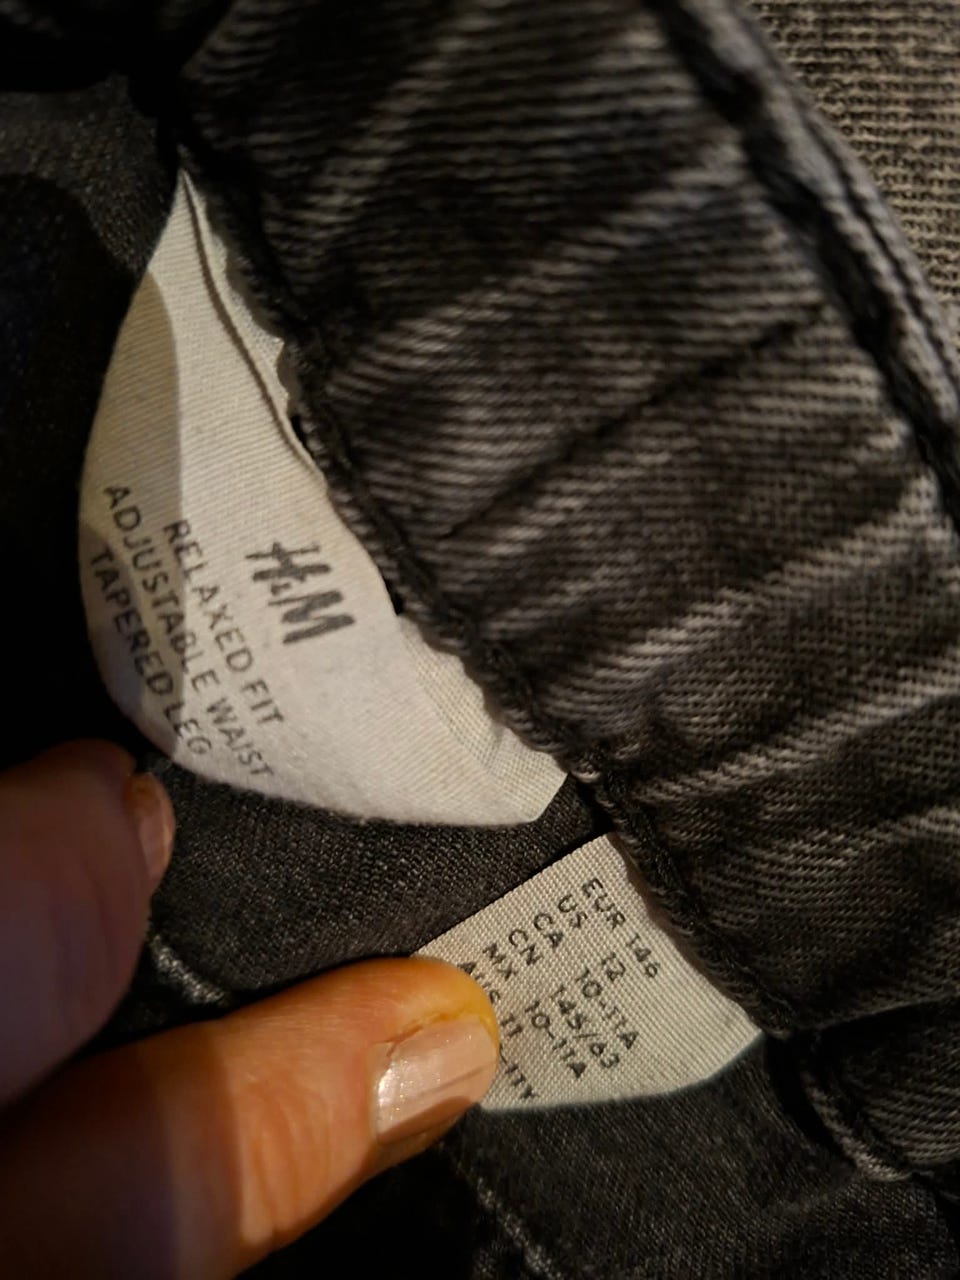 H&M
RELAXED FIT
ADJUSTABLE WAIST
TAPERED LEG
EUR 146
US 12
CA 10-11A
CN 145/63
MX 10-11A